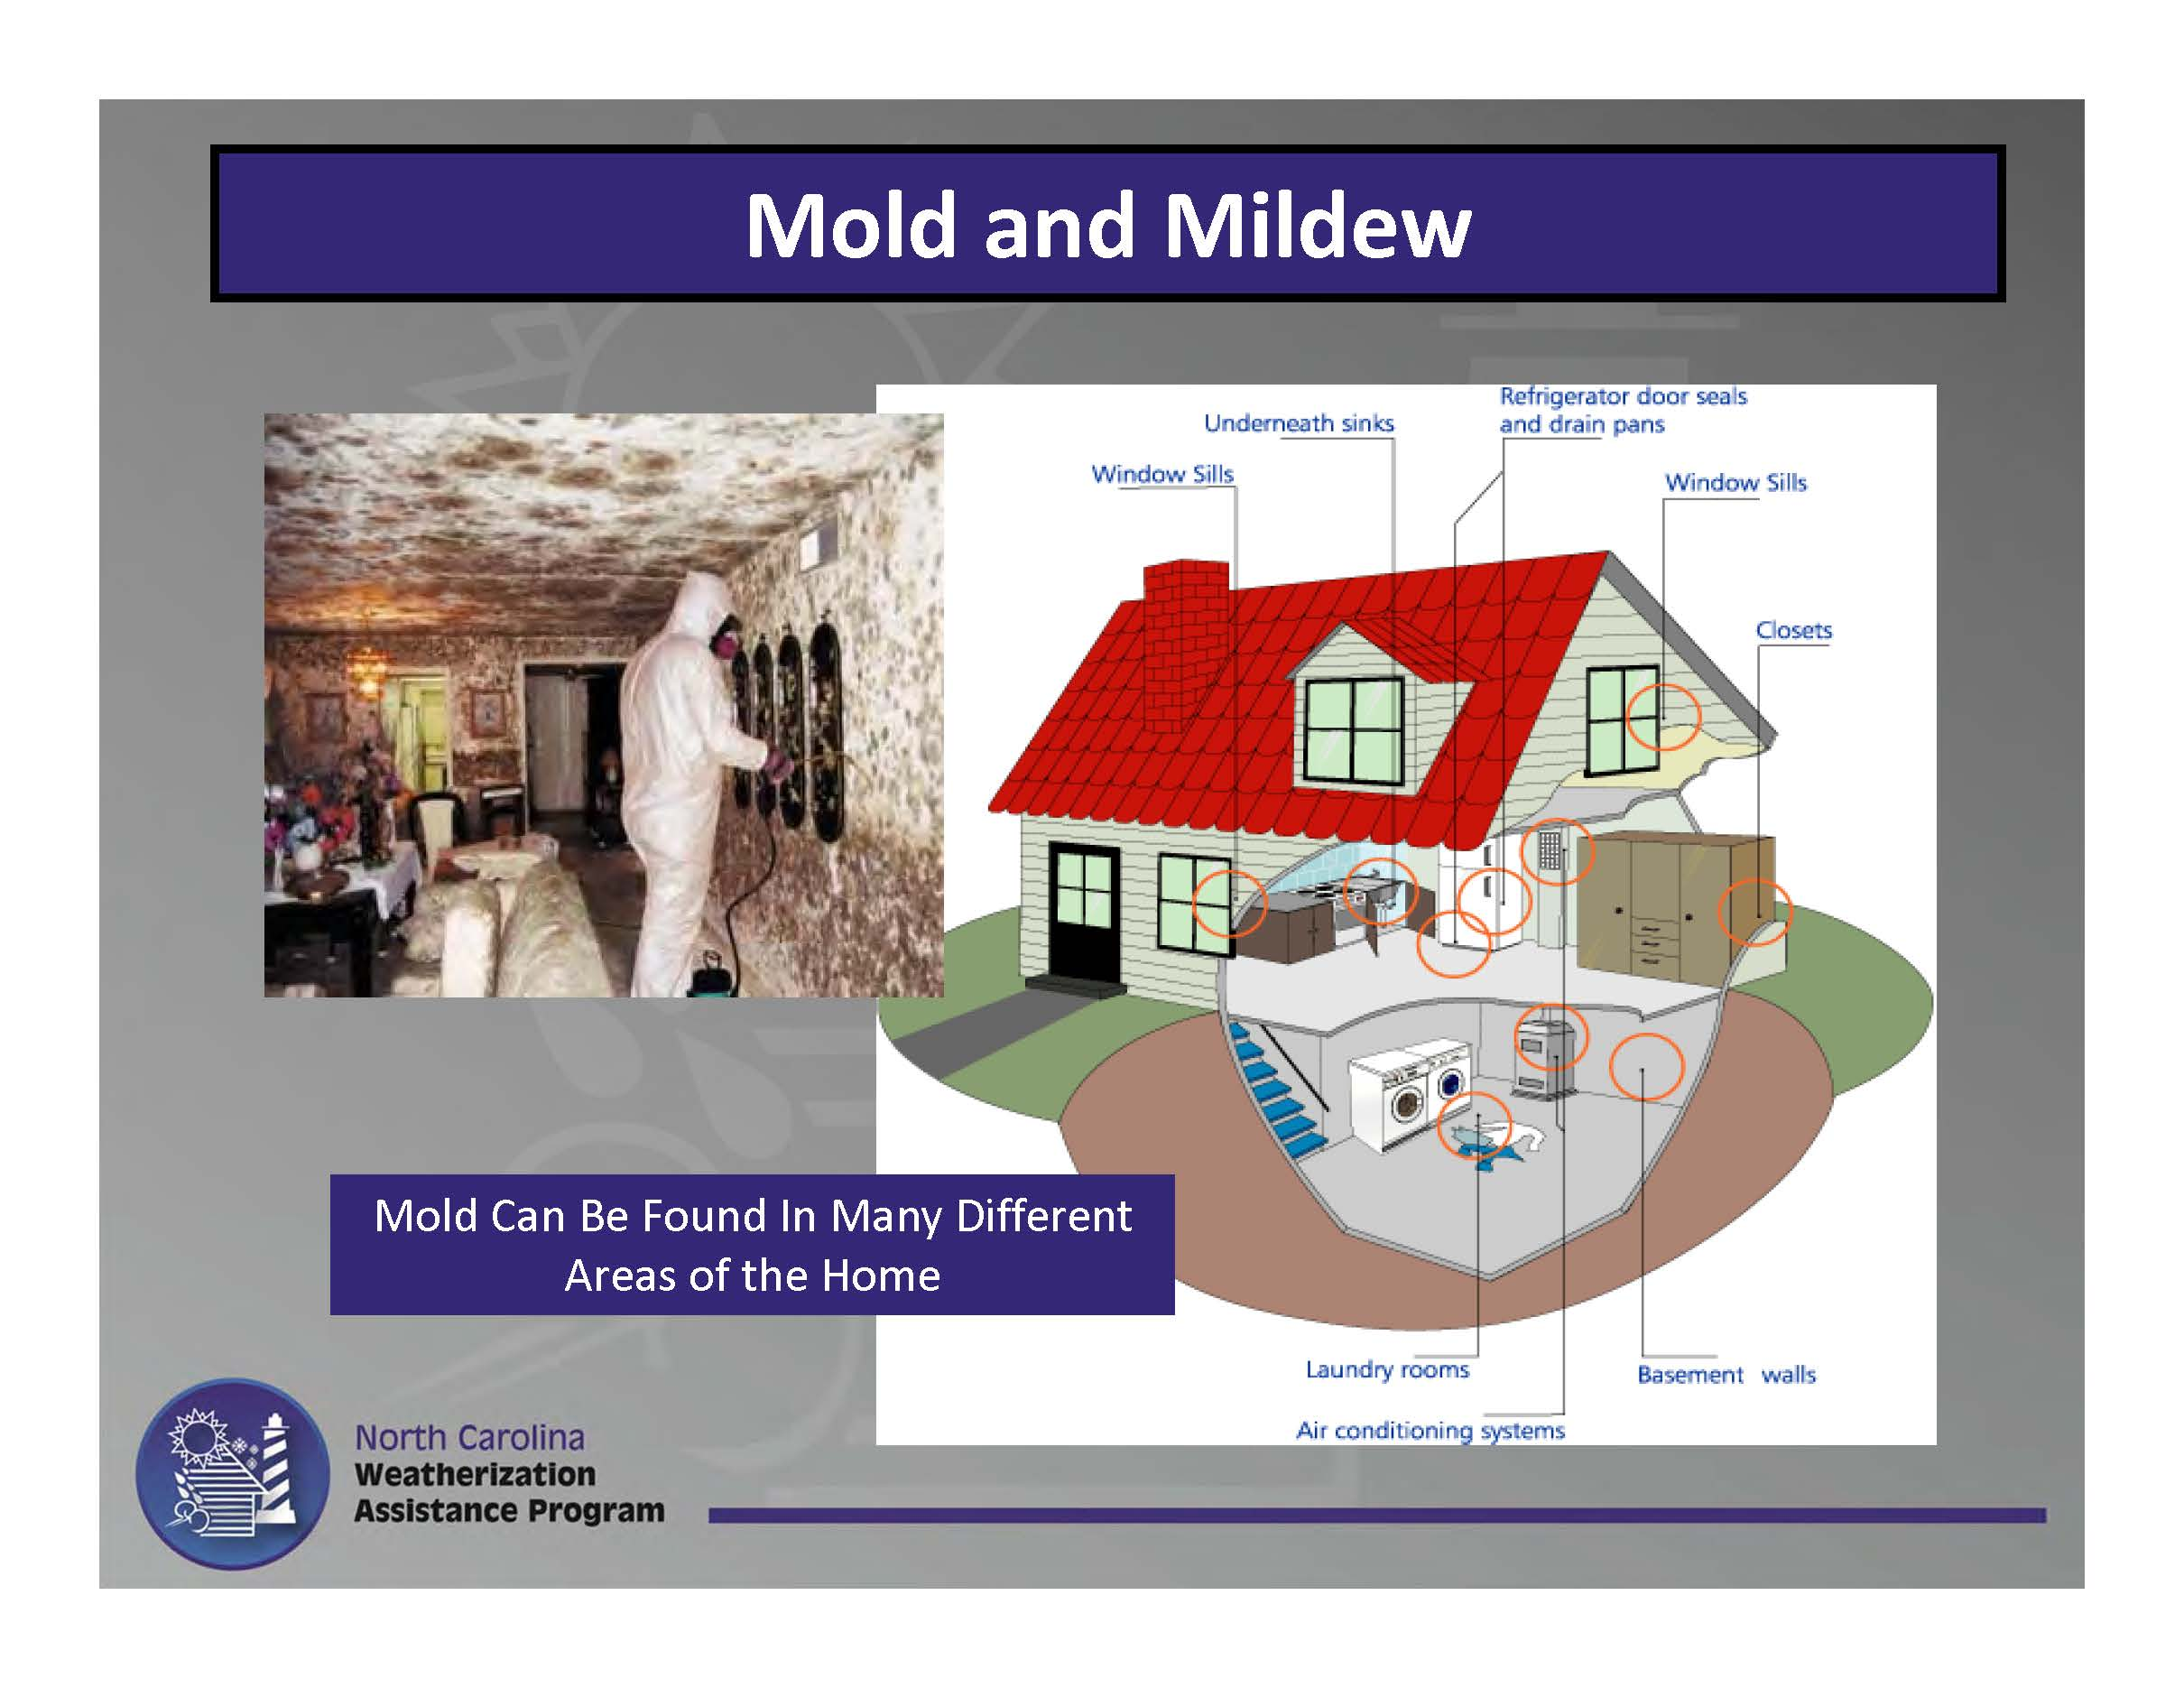 Mold and Mildew
Refrigerator door seals
and drain pans
Underneath sinks
Window Sills
Window Sills
Closets
Mold Can Be Found In Many Different
Areas of the Home
Laundry rooms
Basement walls
Air conditioning systems
North Carolina
Weatherization
Assistance Program